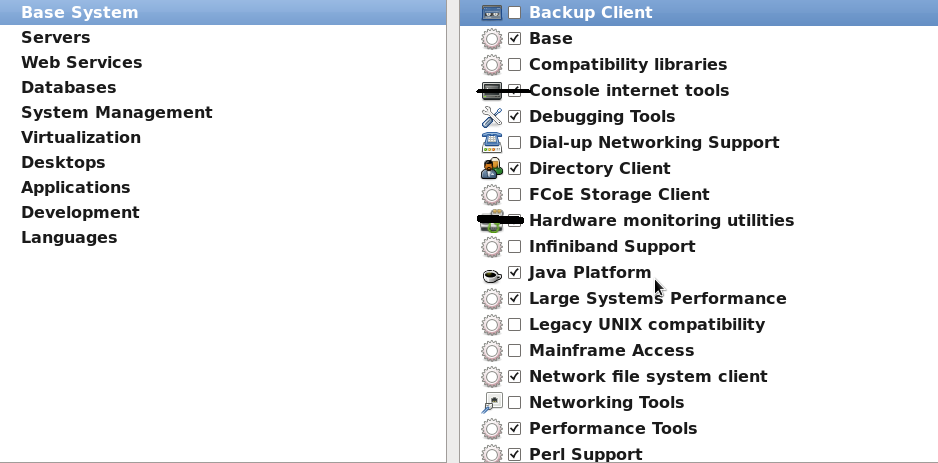 Base System
Servers
Web Services
Databases
System Management
Virtualization
Desktops
Applications
Development
Languages
Backup Client
Base
Compatibility libraries
Console internet tools
Debugging Tools
Dial-up Networking Support
Directory Client
FCoE Storage Client
Hardware monitoring utilities
Infiniband Support
Java Platform
Large Systems Performance
Legacy UNIX compatibility
Mainframe Access
Network file system client
Networking Tools
Performance Tools
Perl Support